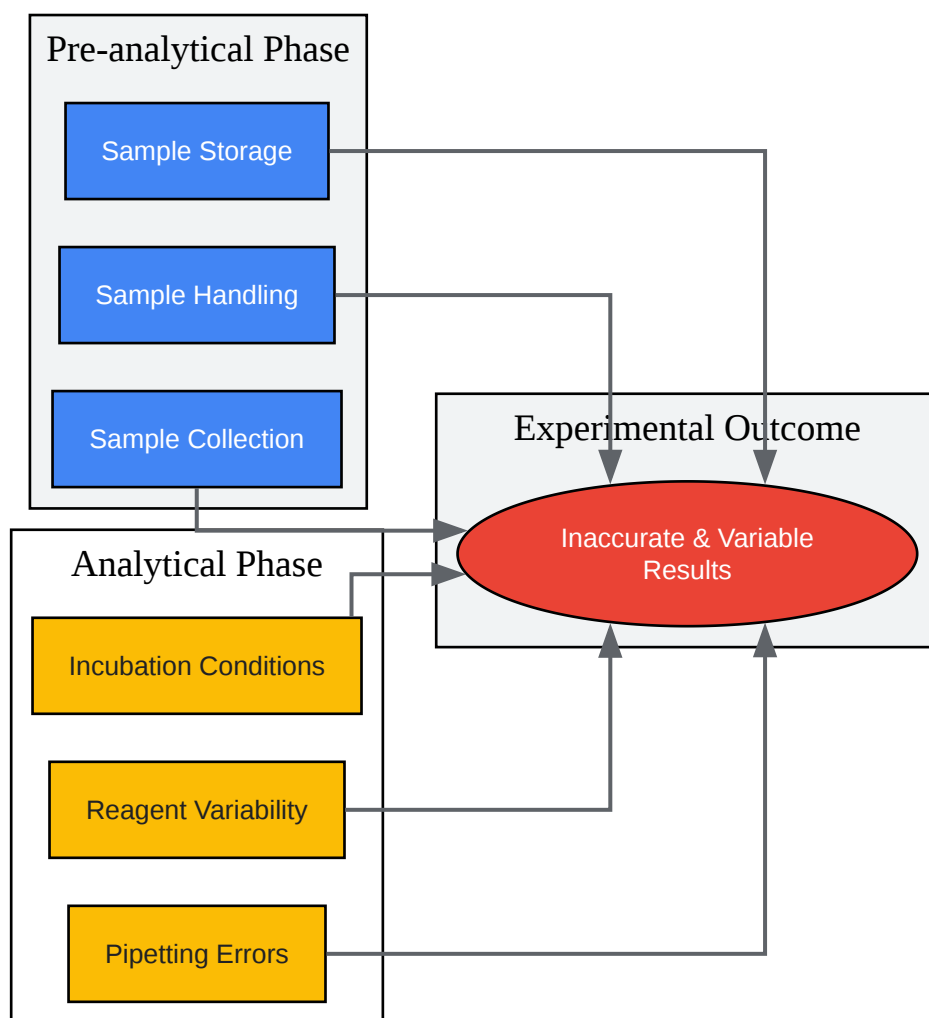 Pre-analytical Phase
Sample Storage
Sample Handling
Sample Collection
Experimental Outcome
Inaccurate & Variable
Results
Analytical Phase
Incubation Conditions
Reagent Variability
Pipetting Errors